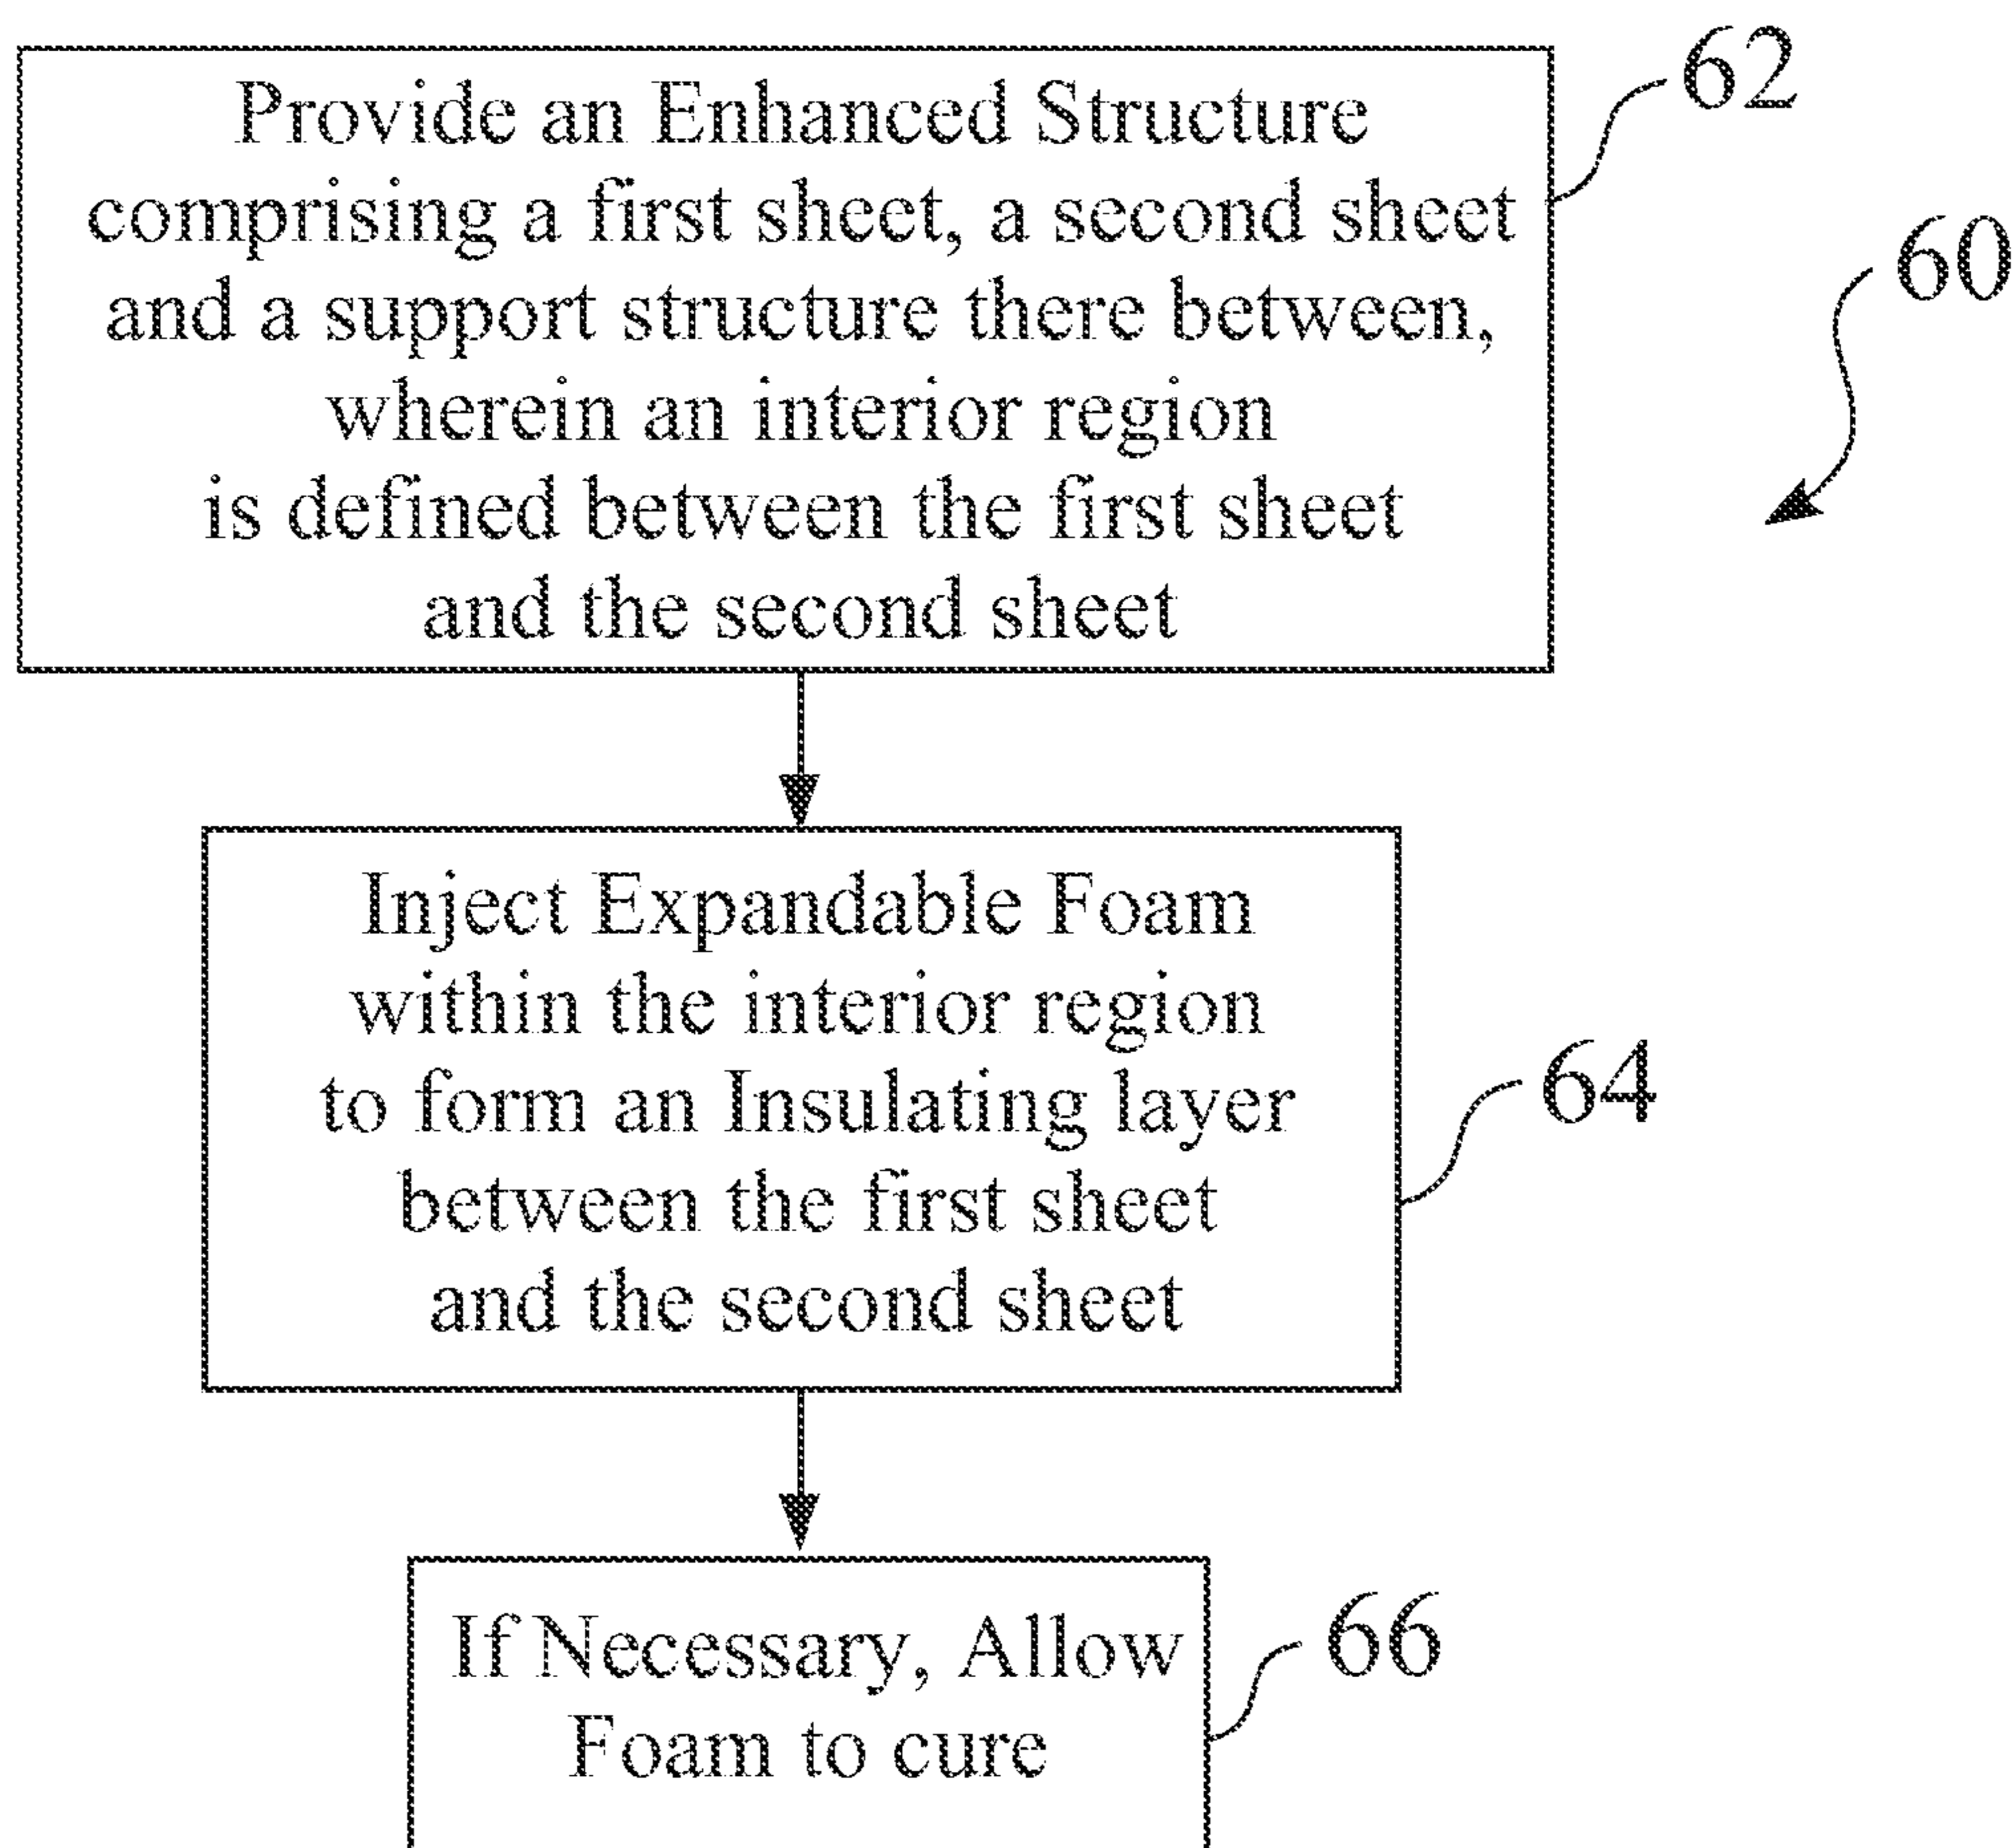 Provide an Enhanced Structure
comprising a first sheet, a second sheet
and a support structure there between,
wherein an interior region
is defined between the first sheet
and the second sheet
62
60
Inject Expandable Foam
within the interior region
to form an Insulating layer
between the first sheet
and the second sheet
64
If Necessary, Allow
Foam to cure
66